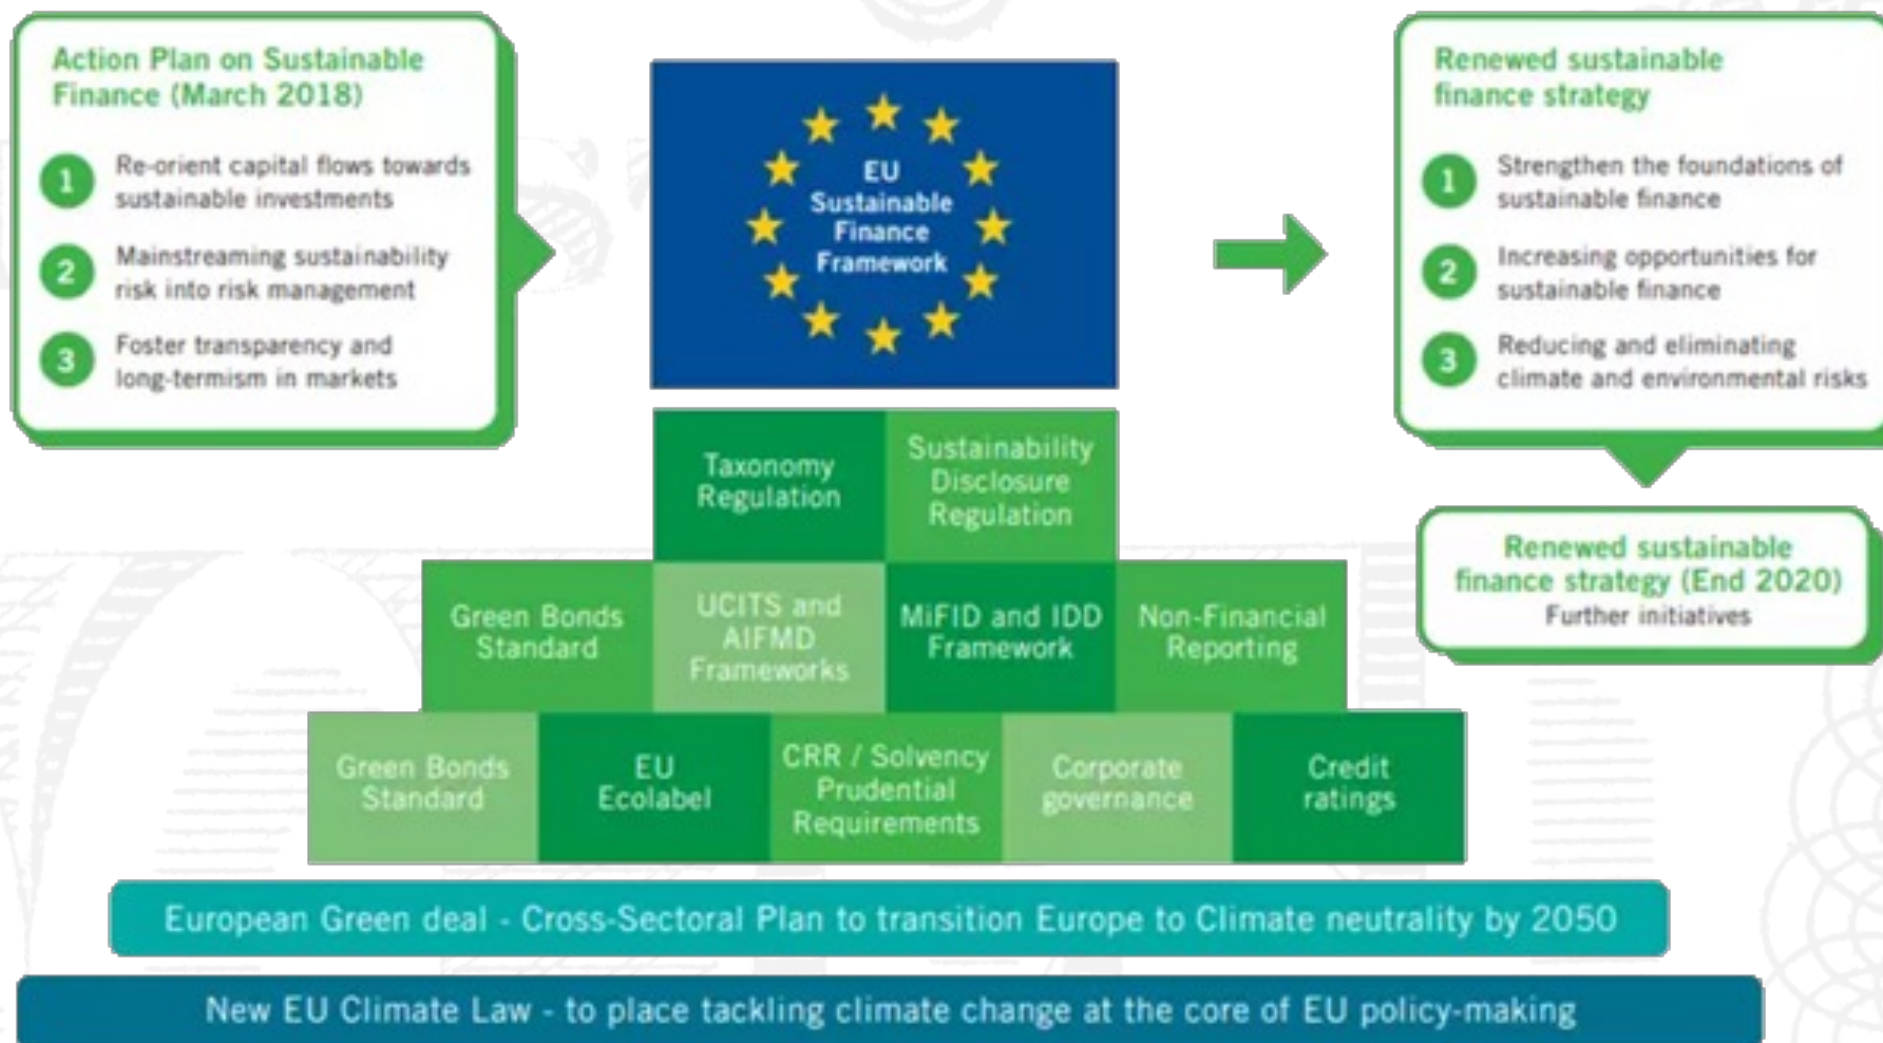 Action Plan on Sustainable
Finance (March 2018)
1
Re-orient capital flows towards
sustainable investments
2
Mainstreaming sustainability
risk into risk management
3
Foster transparency and
long-termism in markets
EU
Sustainable
Finance
Framework
Renewed sustainable
finance strategy
1
Strengthen the foundations of
sustainable finance
2
Increasing opportunities for
sustainable finance
3
Reducing and eliminating
climate and environmental risks
Renewed sustainable
finance strategy (End 2020)
Further initiatives
Taxonomy
Regulation
Sustainability
Disclosure
Regulation
Green Bonds
Standard
UCITS and
AIFMD
Frameworks
MiFID and IDD
Framework
Non-Financial
Reporting
Green Bonds
Standard
EU
Ecolabel
CRR / Solvency
Prudential
Requirements
Corporate
governance
Credit
ratings
European Green deal - Cross-Sectoral Plan to transition Europe to Climate neutrality by 2050
New EU Climate Law - to place tackling climate change at the core of EU policy-making